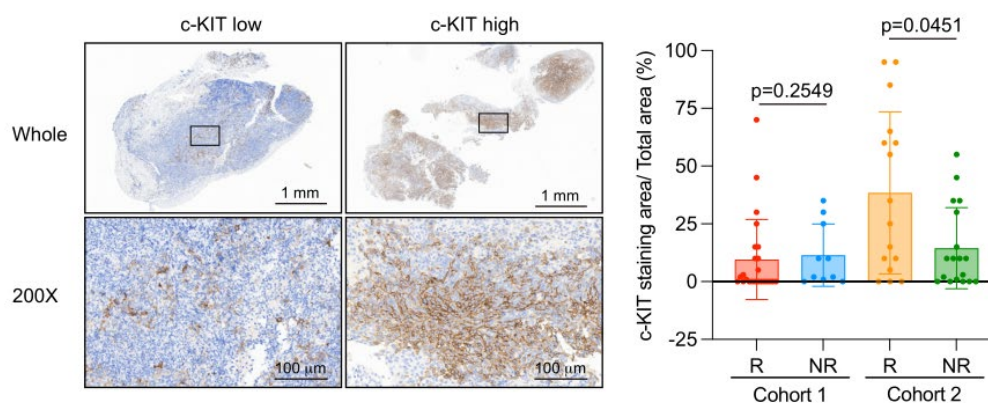 c-KIT low
c-KIT high
Whole
1 mm
1 mm
200X
100 μm
100 μm
c-KIT staining area/ Total area (%)
100
75
50
25
0
-25
p=0.2549
p=0.0451
R
NR
R
NR
Cohort 1
Cohort 2